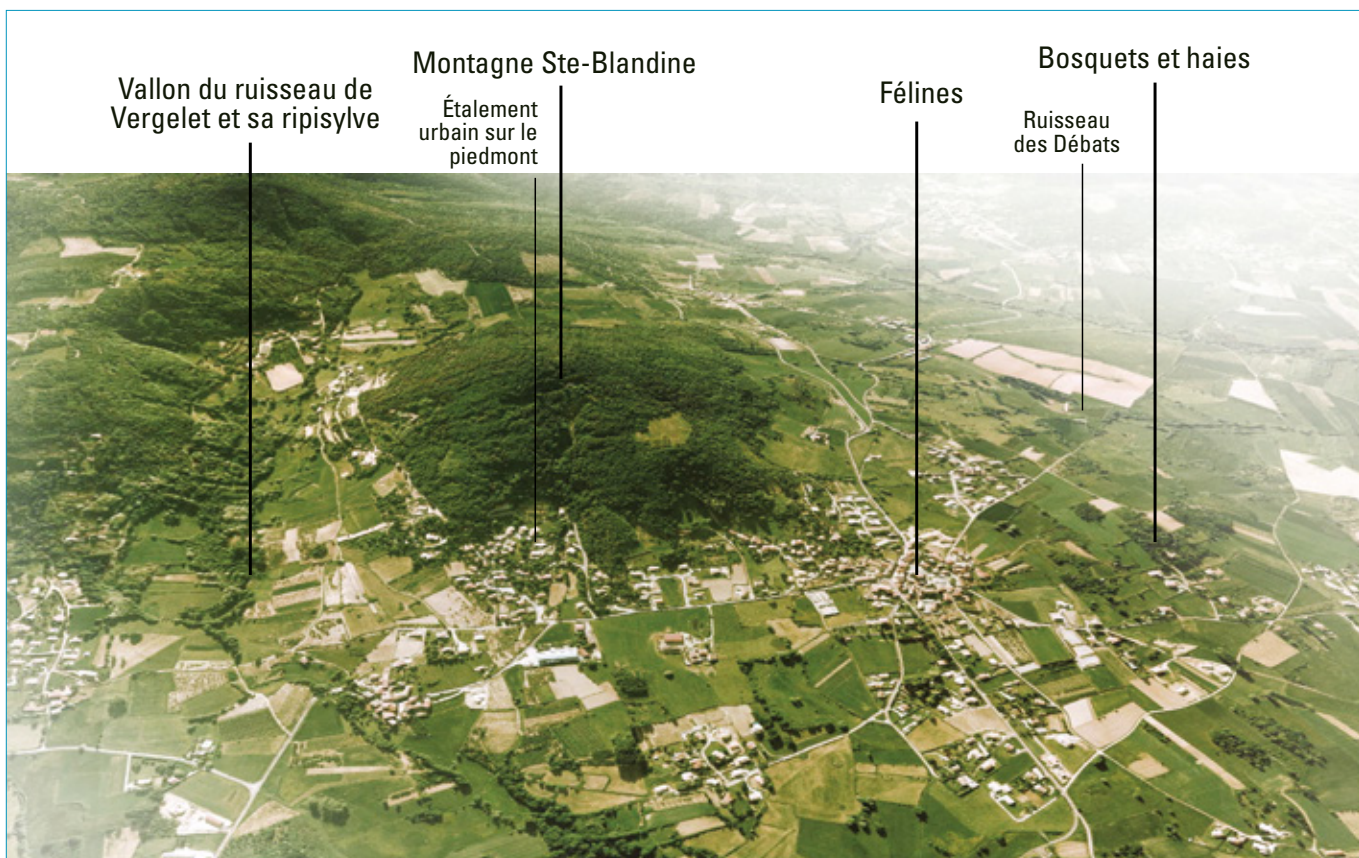 Vallon du ruisseau de
Vergelet et sa ripisylve
Montagne Ste-Blandine
Étalement
urbain sur le
piedmont
Félines
Ruisseau
des Débats
Bosquets et haies